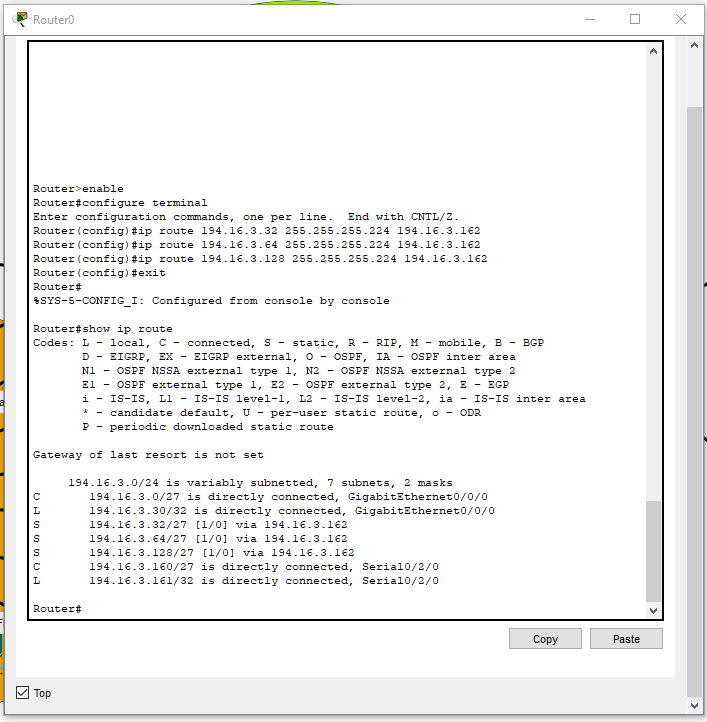 Router0
Router>enable
Router#configure terminal
Enter configuration commands, one per line.  End with CNTL/Z.
Router(config)#ip route 194.16.3.32 255.255.255.224 194.16.3.162
Router(config)#ip route 194.16.3.64 255.255.255.224 194.16.3.162
Router(config)#ip route 194.16.3.128 255.255.255.224 194.16.3.162
Router(config)#exit
Router#
%SYS-5-CONFIG_I: Configured from console by console
Router#show ip route
Codes: L - local, C - connected, S - static, R - RIP, M - mobile, B - BGP
       D - EIGRP, EX - EIGRP external, O - OSPF, IA - OSPF inter area
       N1 - OSPF NSSA external type 1, N2 - OSPF NSSA external type 2
       E1 - OSPF external type 1, E2 - OSPF external type 2, E - EGP
       i - IS-IS, L1 - IS-IS level-1, L2 - IS-IS level-2, ia - IS-IS inter area
       * - candidate default, U - per-user static route, o - ODR
       P - periodic downloaded static route
Gateway of last resort is not set
     194.16.3.0/24 is variably subnetted, 7 subnets, 2 masks
C       194.16.3.0/27 is directly connected, GigabitEthernet0/0/0
L       194.16.3.30/32 is directly connected, GigabitEthernet0/0/0
S       194.16.3.32/27 [1/0] via 194.16.3.162
S       194.16.3.64/27 [1/0] via 194.16.3.162
S       194.16.3.128/27 [1/0] via 194.16.3.162
C       194.16.3.160/27 is directly connected, Serial0/2/0
L       194.16.3.161/32 is directly connected, Serial0/2/0
Router#
Copy Paste
Top